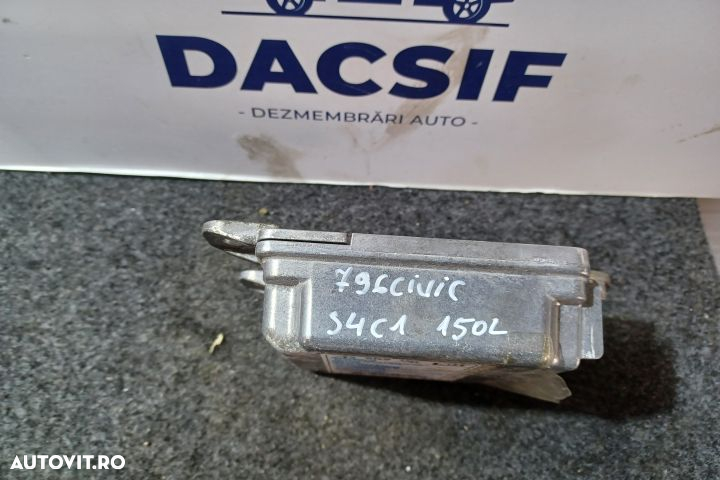 DACSIF
- DEZMEMBRĂRI AUTO -
796CIVIC
S4C1 150L
AUTOVIT.RO